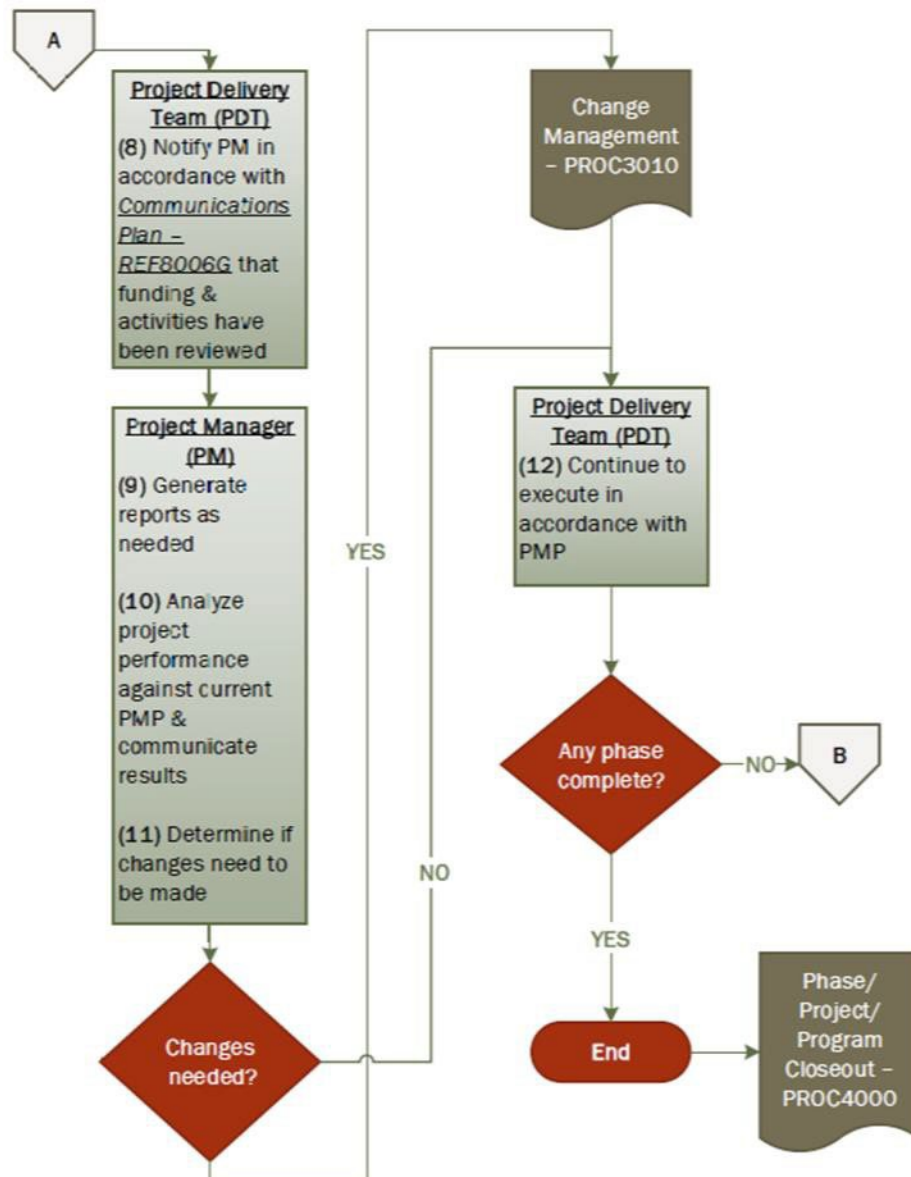 A
Project Delivery
Team (PDT)
(8) Notify PM in
accordance with
Communications
Plan –
REF8006G that
funding &
activities have
been reviewed
Project Manager
(PM)
(9) Generate
reports as
needed
(10) Analyze
project
performance
against current
PMP &
communicate
results
(11) Determine if
changes need to
be made
Changes
needed?
YES
NO
Change
Management
– PROC3010
Project Delivery
Team (PDT)
(12) Continue to
execute in
accordance with
PMP
Any phase
complete?
NO
B
YES
End
Phase/
Project/
Program
Closeout –
PROC4000